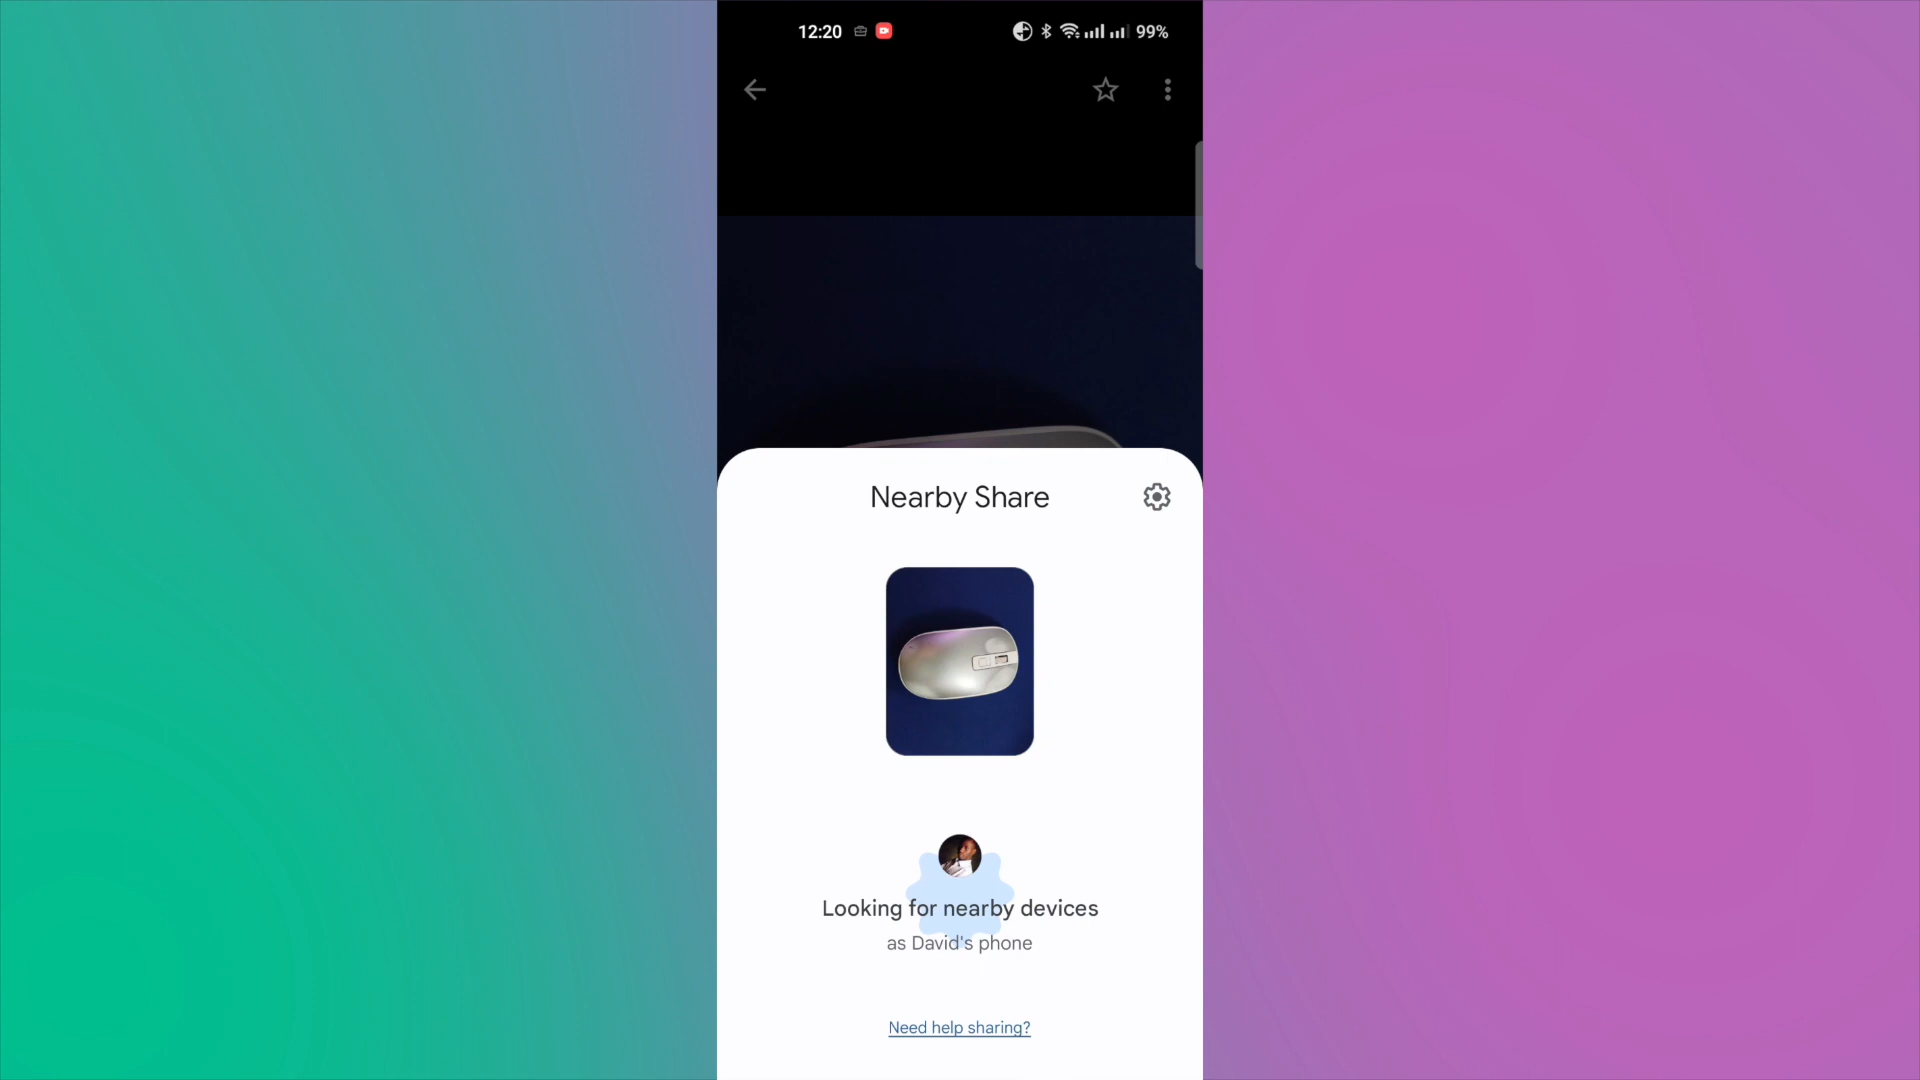 12:20
99%
Nearby Share
Looking for nearby devices
as David's phone
Need help sharing?